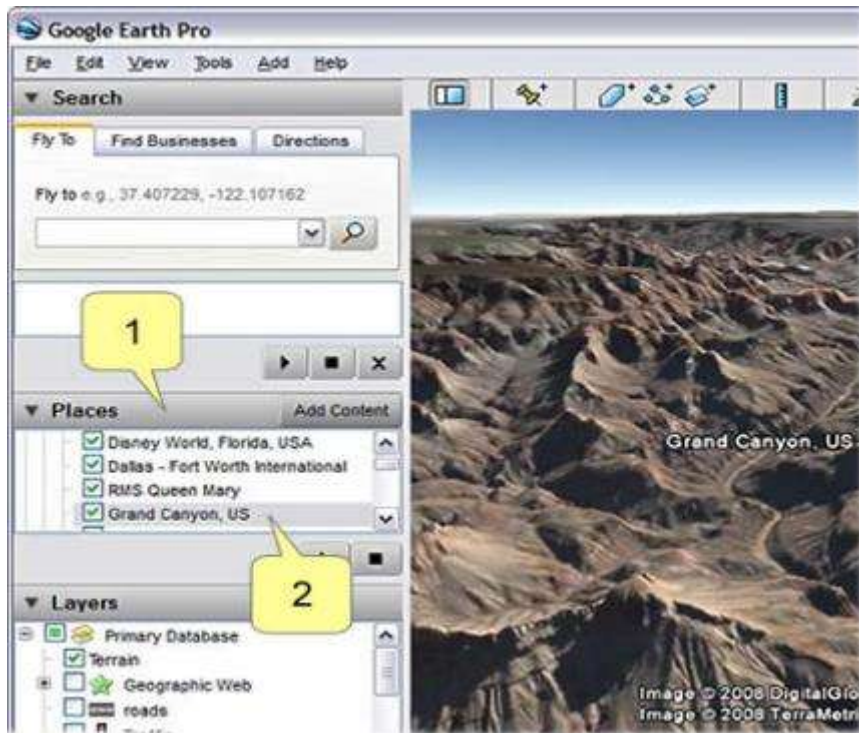 Google Earth Pro
File Edit View Tools Add Help
Search
Fly To Find Businesses Directions
Fly to e.g., 37.407229, -122.107162
1
Places Add Content
Disney World, Florida, USA
Dallas - Fort Worth International
RMS Queen Mary
Grand Canyon, US
2
Layers
Primary Database
Terrain
Geographic Web
roads
Grand Canyon, US
Image © 2008 DigitalGlo
Image © 2008 TerraMetri